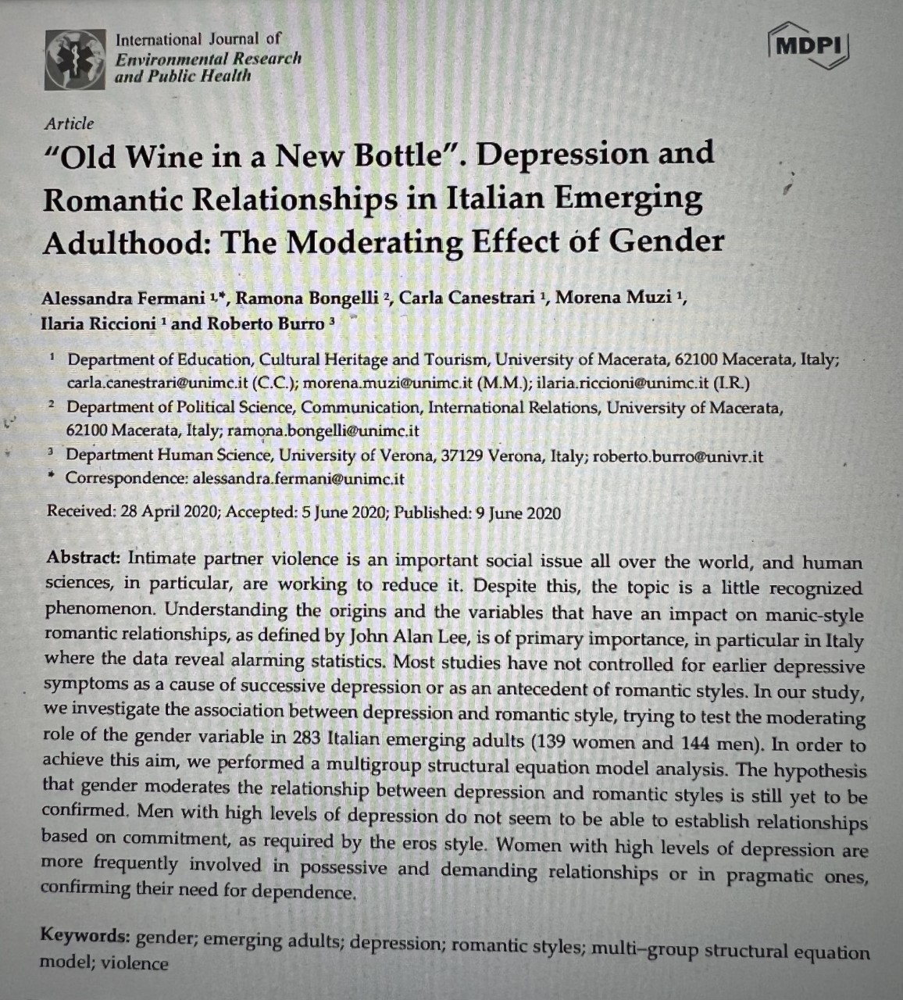 International Journal of
Environmental Research
and Public Health
MDPI
Article
“Old Wine in a New Bottle”. Depression and
Romantic Relationships in Italian Emerging
Adulthood: The Moderating Effect of Gender
Alessandra Fermani 1,*, Ramona Bongelli 2, Carla Canestrari 1, Morena Muzi 1,
Ilaria Riccioni 1 and Roberto Burro 3
1 Department of Education, Cultural Heritage and Tourism, University of Macerata, 62100 Macerata, Italy;
carla.canestrari@unimc.it (C.C.); morena.muzi@unimc.it (M.M.); ilaria.riccioni@unimc.it (I.R.)
2 Department of Political Science, Communication, International Relations, University of Macerata,
62100 Macerata, Italy; ramona.bongelli@unimc.it
3 Department Human Science, University of Verona, 37129 Verona, Italy; roberto.burro@univr.it
* Correspondence: alessandra.fermani@unimc.it
Received: 28 April 2020; Accepted: 5 June 2020; Published: 9 June 2020
Abstract: Intimate partner violence is an important social issue all over the world, and human
sciences, in particular, are working to reduce it. Despite this, the topic is a little recognized
phenomenon. Understanding the origins and the variables that have an impact on manic-style
romantic relationships, as defined by John Alan Lee, is of primary importance, in particular in Italy
where the data reveal alarming statistics. Most studies have not controlled for earlier depressive
symptoms as a cause of successive depression or as an antecedent of romantic styles. In our study,
we investigate the association between depression and romantic style, trying to test the moderating
role of the gender variable in 283 Italian emerging adults (139 women and 144 men). In order to
achieve this aim, we performed a multigroup structural equation model analysis. The hypothesis
that gender moderates the relationship between depression and romantic styles is still yet to be
confirmed. Men with high levels of depression do not seem to be able to establish relationships
based on commitment, as required by the eros style. Women with high levels of depression are
more frequently involved in possessive and demanding relationships or in pragmatic ones,
confirming their need for dependence.
Keywords: gender; emerging adults; depression; romantic styles; multi–group structural equation
model; violence